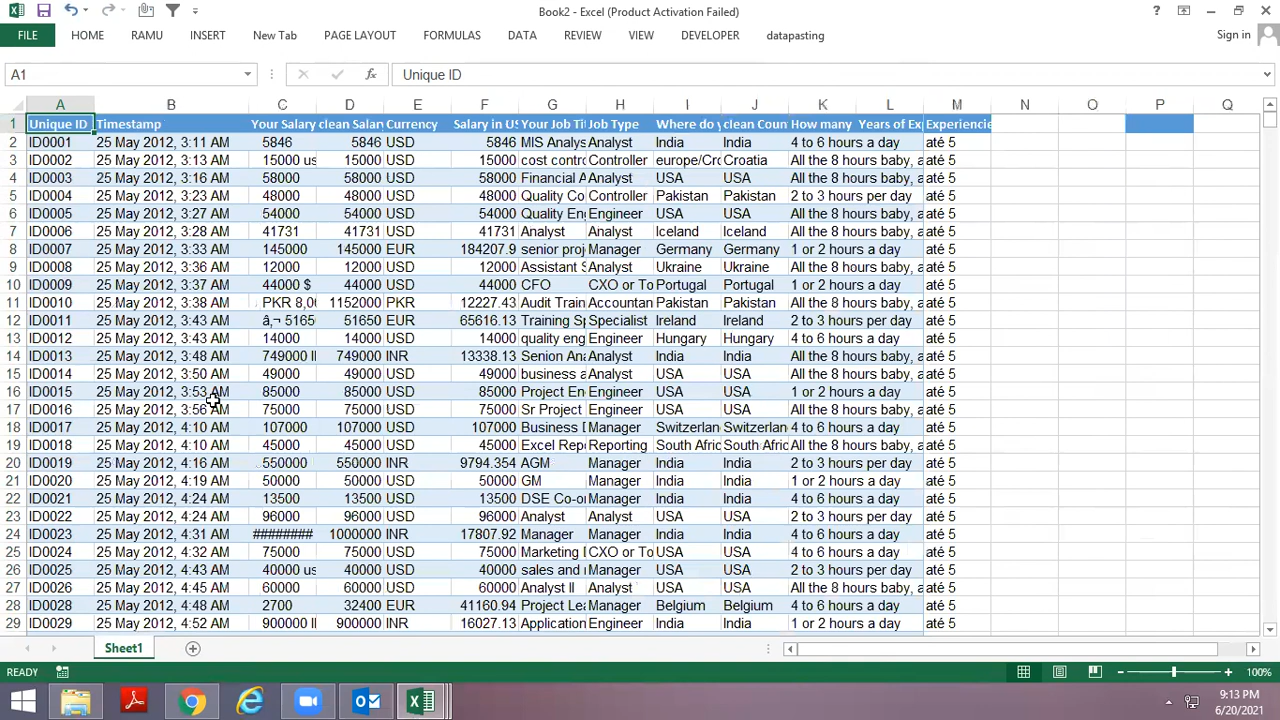 Book2 - Excel (Product Activation Failed)
FILE HOME RAMU INSERT New Tab PAGE LAYOUT FORMULAS DATA REVIEW VIEW DEVELOPER datapasting Sign in
A1 fx Unique ID
A B C D E F G H I J K L M N O P Q
1 Unique ID Timestamp Your Salary clean Salary Currency Salary in US Your Job Tit Job Type Where do y clean Coun How many Years of Ex Experiencie
2 ID0001 25 May 2012, 3:11 AM 5846 5846 USD 5846 MIS Analys Analyst India India 4 to 6 hours a day até 5
3 ID0002 25 May 2012, 3:13 AM 15000 us 15000 USD 15000 cost contro Controller europe/Cro Croatia All the 8 hours baby, a até 5
4 ID0003 25 May 2012, 3:16 AM 58000 58000 USD 58000 Financial A Analyst USA USA All the 8 hours baby, a até 5
5 ID0004 25 May 2012, 3:23 AM 48000 48000 USD 48000 Quality Co Controller Pakistan Pakistan 2 to 3 hours per day até 5
6 ID0005 25 May 2012, 3:27 AM 54000 54000 USD 54000 Quality Eng Engineer USA USA All the 8 hours baby, a até 5
7 ID0006 25 May 2012, 3:28 AM 41731 41731 USD 41731 Analyst Analyst Iceland Iceland All the 8 hours baby, a até 5
8 ID0007 25 May 2012, 3:33 AM 145000 145000 EUR 184207.9 senior proj Manager Germany Germany 1 or 2 hours a day até 5
9 ID0008 25 May 2012, 3:36 AM 12000 12000 USD 12000 Assistant S Analyst Ukraine Ukraine All the 8 hours baby, a até 5
10 ID0009 25 May 2012, 3:37 AM 44000 $ 44000 USD 44000 CFO CXO or To Portugal Portugal 1 or 2 hours a day até 5
11 ID0010 25 May 2012, 3:38 AM PKR 8,00 1152000 PKR 12227.43 Audit Train Accountan Pakistan Pakistan All the 8 hours baby, a até 5
12 ID0011 25 May 2012, 3:43 AM â‚¬ 5165 51650 EUR 65616.13 Training Sp Specialist Ireland Ireland 2 to 3 hours per day até 5
13 ID0012 25 May 2012, 3:43 AM 14000 14000 USD 14000 quality eng Engineer Hungary Hungary 4 to 6 hours a day até 5
14 ID0013 25 May 2012, 3:48 AM 749000 I 749000 INR 13338.13 Senion Ana Analyst India India All the 8 hours baby, a até 5
15 ID0014 25 May 2012, 3:50 AM 49000 49000 USD 49000 business a Analyst USA USA All the 8 hours baby, a até 5
16 ID0015 25 May 2012, 3:53 AM 85000 85000 USD 85000 Project En Engineer USA USA 1 or 2 hours a day até 5
17 ID0016 25 May 2012, 3:56 AM 75000 75000 USD 75000 Sr Project Engineer USA USA All the 8 hours baby, a até 5
18 ID0017 25 May 2012, 4:10 AM 107000 107000 USD 107000 Business D Manager Switzerlan Switzerland 4 to 6 hours a day até 5
19 ID0018 25 May 2012, 4:10 AM 45000 45000 USD 45000 Excel Repo Reporting South Afric South Afric All the 8 hours baby, a até 5
20 ID0019 25 May 2012, 4:16 AM 550000 550000 INR 9794.354 AGM Manager India India 2 to 3 hours per day até 5
21 ID0020 25 May 2012, 4:19 AM 50000 50000 USD 50000 GM Manager India India 1 or 2 hours a day até 5
22 ID0021 25 May 2012, 4:24 AM 13500 13500 USD 13500 DSE Co-or Manager India India 4 to 6 hours a day até 5
23 ID0022 25 May 2012, 4:24 AM 96000 96000 USD 96000 Analyst Analyst USA USA 2 to 3 hours per day até 5
24 ID0023 25 May 2012, 4:31 AM ######## 1000000 INR 17807.92 Manager Manager India India 4 to 6 hours a day até 5
25 ID0024 25 May 2012, 4:32 AM 75000 75000 USD 75000 Marketing D CXO or To USA USA 4 to 6 hours a day até 5
26 ID0025 25 May 2012, 4:43 AM 40000 us 40000 USD 40000 sales and r Manager USA USA 2 to 3 hours per day até 5
27 ID0026 25 May 2012, 4:45 AM 60000 60000 USD 60000 Analyst II Analyst USA USA All the 8 hours baby, a até 5
28 ID0028 25 May 2012, 4:48 AM 2700 32400 EUR 41160.94 Project Lea Manager Belgium Belgium 4 to 6 hours a day até 5
29 ID0029 25 May 2012, 4:52 AM 900000 I 900000 INR 16027.13 Application Engineer India India 1 or 2 hours a day até 5
Sheet1
READY 100%
9:13 PM
6/20/2021